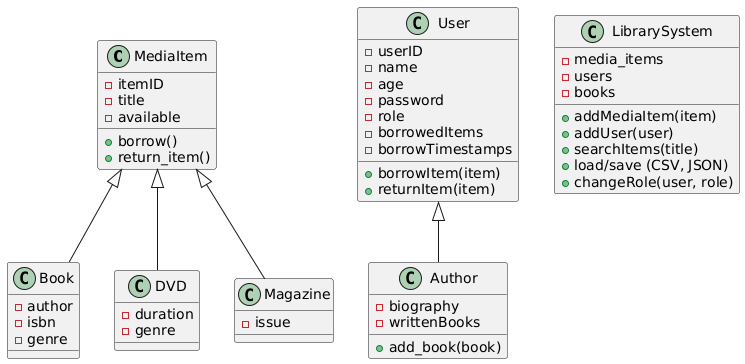 C MediaItem
itemID
title
available
borrow()
return_item()
C User
userID
name
age
password
role
borrowedItems
borrowTimestamps
borrowItem(item)
returnItem(item)
C LibrarySystem
media_items
users
books
addMediaItem(item)
addUser(user)
searchItems(title)
load/save (CSV, JSON)
changeRole(user, role)
C Book
author
isbn
genre
C DVD
duration
genre
C Magazine
issue
C Author
biography
writtenBooks
add_book(book)